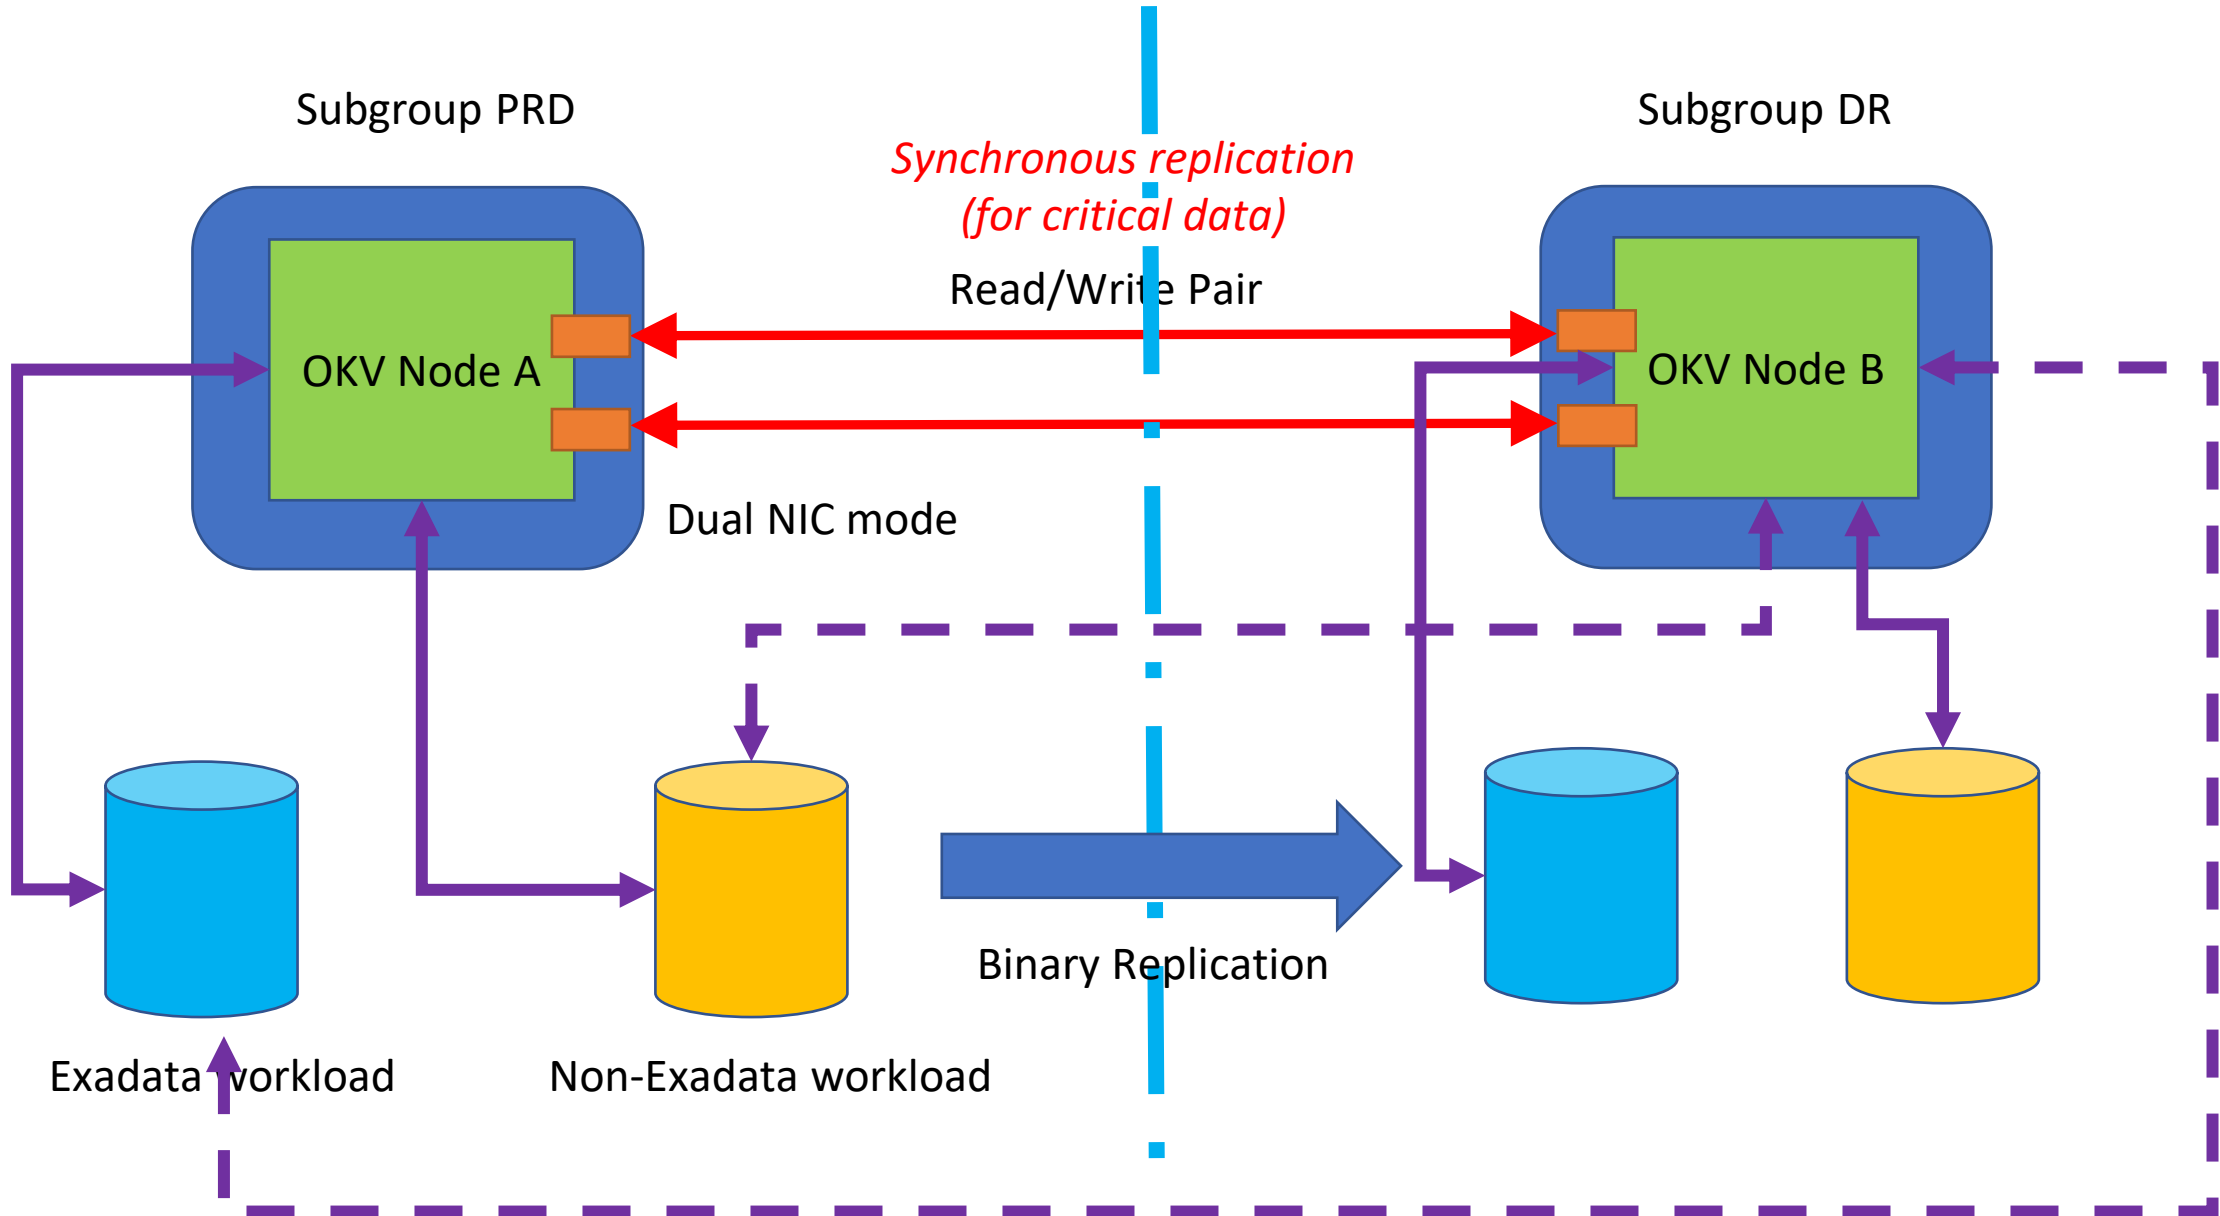 Subgroup PRD
Subgroup DR
Synchronous replication
(for critical data)
Read/Write Pair
OKV Node A
OKV Node B
Dual NIC mode
Binary Replication
Exadata workload
Non-Exadata workload